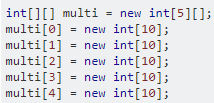 int[][] multi = new int[5][];
multi[0] = new int[10];
multi[1] = new int[10];
multi[2] = new int[10];
multi[3] = new int[10];
multi[4] = new int[10];